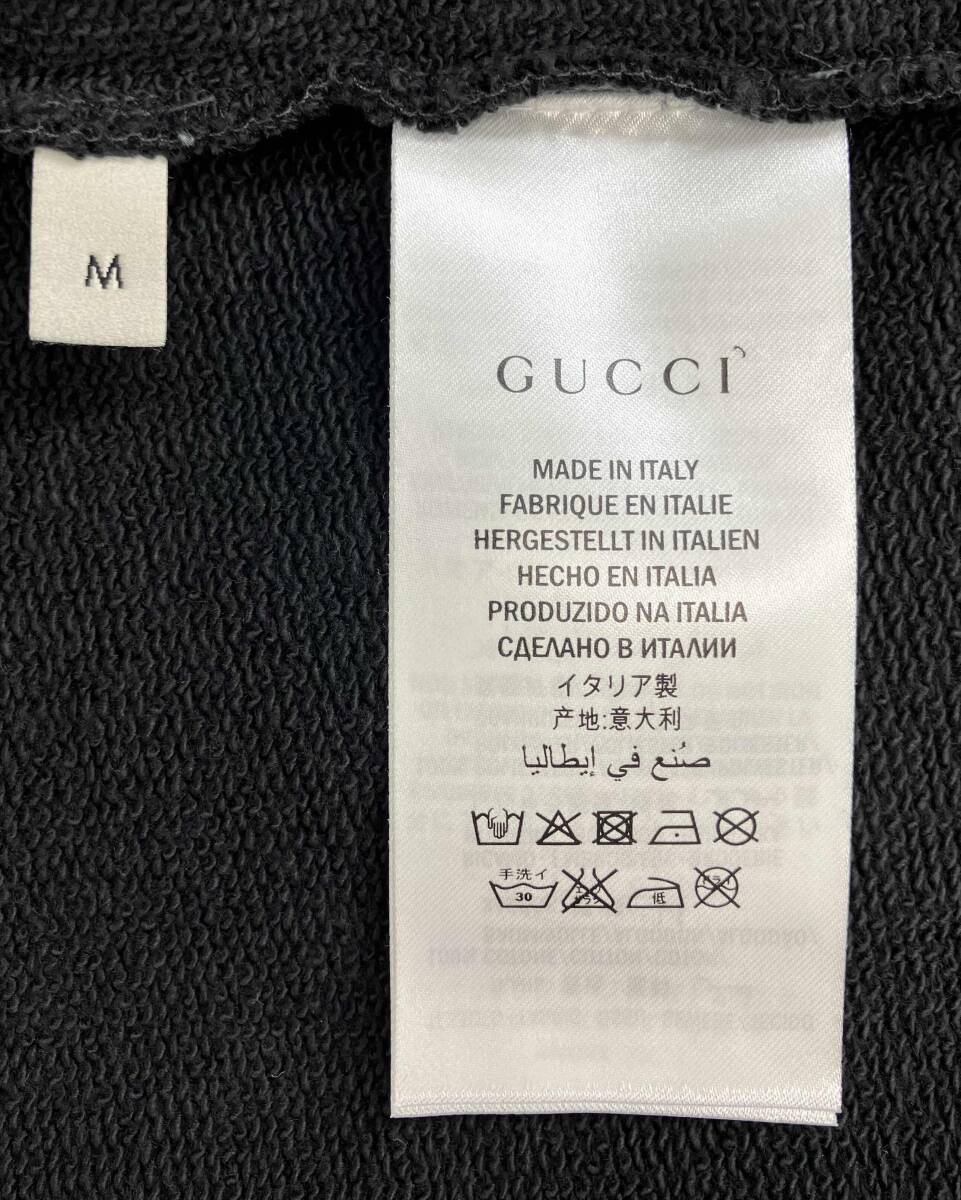 M
GUCCI
MADE IN ITALY
FABRIQUE EN ITALIE
HERGESTELLT IN ITALIEN
HECHO EN ITALIA
PRODUZIDO NA ITALIA
СДЕЛАНО В ИТАЛИИ
イタリア製
产地:意大利
صُنع في إيطاليا
手洗イ
30
低